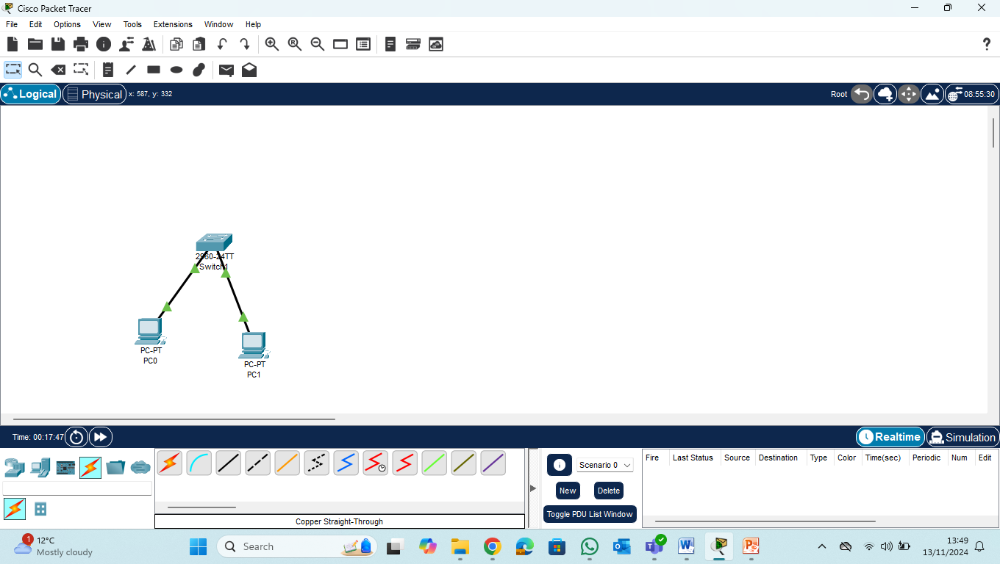 Cisco Packet Tracer
File Edit Options View Tools Extensions Window Help
Logical Physical x: 587, y: 332 Root 08:55:30
2960-24TT
Switch1
PC-PT
PC0
PC-PT
PC1
Time: 00:17:47 Realtime Simulation
Scenario 0
New Delete
Toggle PDU List Window
Fire Last Status Source Destination Type Color Time(sec) Periodic Num Edit
Copper Straight-Through
1
12°C
Mostly cloudy
Search
13:49
13/11/2024